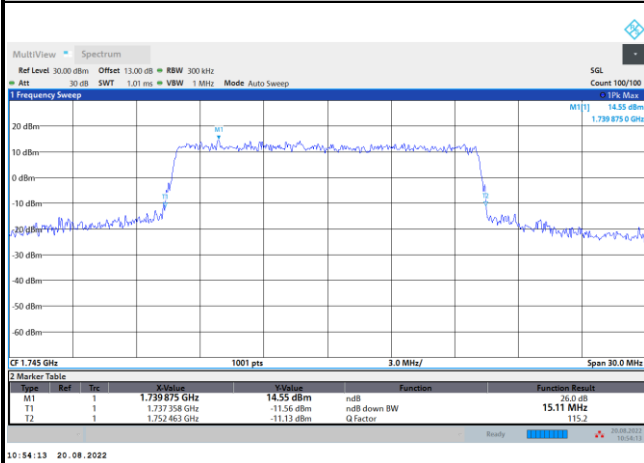 MultiView Spectrum
Ref Level 30.00 dBm Offset 13.00 dB RBW 300 kHz SGL
Att 30 dB SWT 1.01 ms VBW 1 MHz Mode Auto Sweep Count 100/100
1 Frequency Sweep 1Pk Max
M1[1] 14.55 dBm
1.739 875 0 GHz
M1
20 dBm
10 dBm
0 dBm
T1 T2
-10 dBm
-20 dBm
-30 dBm
-40 dBm
-50 dBm
-60 dBm
CF 1.745 GHz 1001 pts 3.0 MHz/ Span 30.0 MHz
2 Marker Table
Type Ref Trc X-Value Y-Value Function Function Result
M1 1 1.739 875 GHz 14.55 dBm ndB 26.0 dB
T1 1 1.737 358 GHz -11.56 dBm ndB down BW 15.11 MHz
T2 1 1.752 463 GHz -11.13 dBm Q Factor 115.2
Ready 20.08.2022
10:54:13
10:54:13 20.08.2022